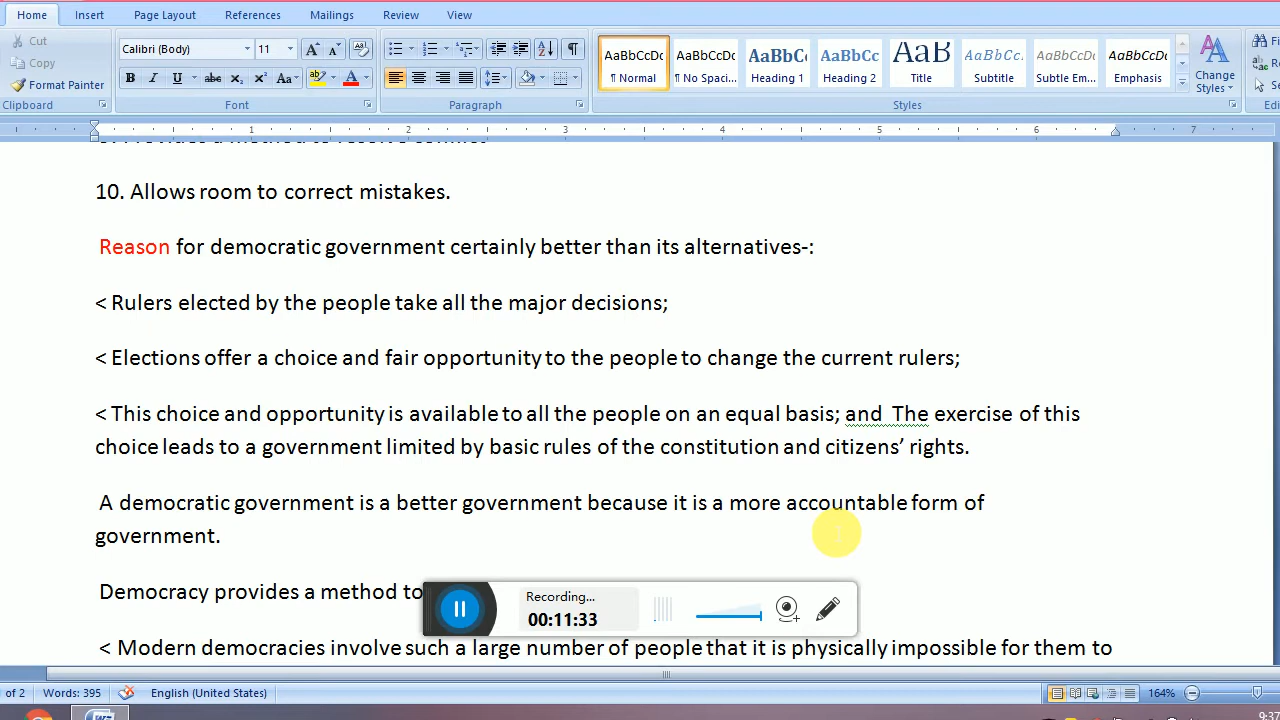 Home Insert Page Layout References Mailings Review View
Cut
Copy
Format Painter
Clipboard
Calibri (Body) 11
Font
Paragraph
AaBbCcDc AaBbCcDc AaBbC AaBbCc AaB AaBbCc. AaBbCcDc AaBbCcDc
¶ Normal ¶ No Spaci... Heading 1 Heading 2 Title Subtitle Subtle Em... Emphasis
Change
Styles
Styles
1 2 3 4 5 6 7
10. Allows room to correct mistakes.
Reason for democratic government certainly better than its alternatives-:
< Rulers elected by the people take all the major decisions;
< Elections offer a choice and fair opportunity to the people to change the current rulers;
< This choice and opportunity is available to all the people on an equal basis; and The exercise of this
choice leads to a government limited by basic rules of the constitution and citizens’ rights.
A democratic government is a better government because it is a more accountable form of
government.
Democracy provides a method to
Recording...
00:11:33
< Modern democracies involve such a large number of people that it is physically impossible for them to
of 2 Words: 395 English (United States) 164%